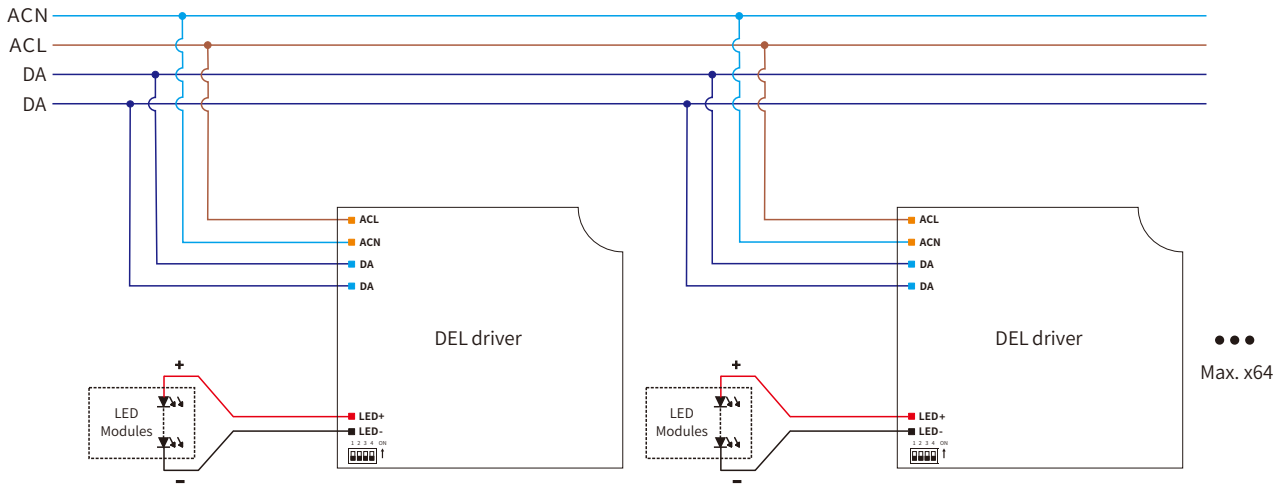 ACN
ACL
DA
DA
ACL
ACN
DA
DA
DEL driver
+
LED
Modules
LED+
LED-
1 2 3 4 ON
-
ACL
ACN
DA
DA
DEL driver
+
LED
Modules
LED+
LED-
1 2 3 4 ON
-
Max. x64